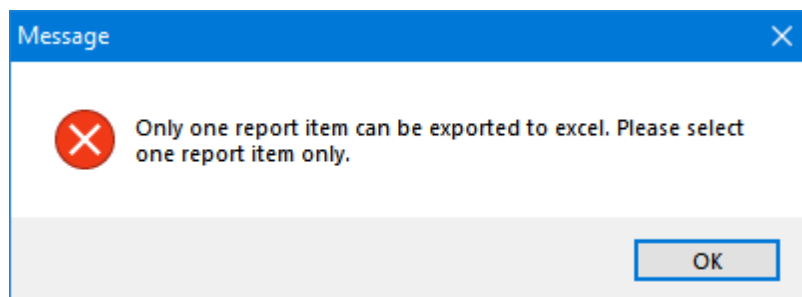 Message
Only one report item can be exported to excel. Please select
one report item only.
OK